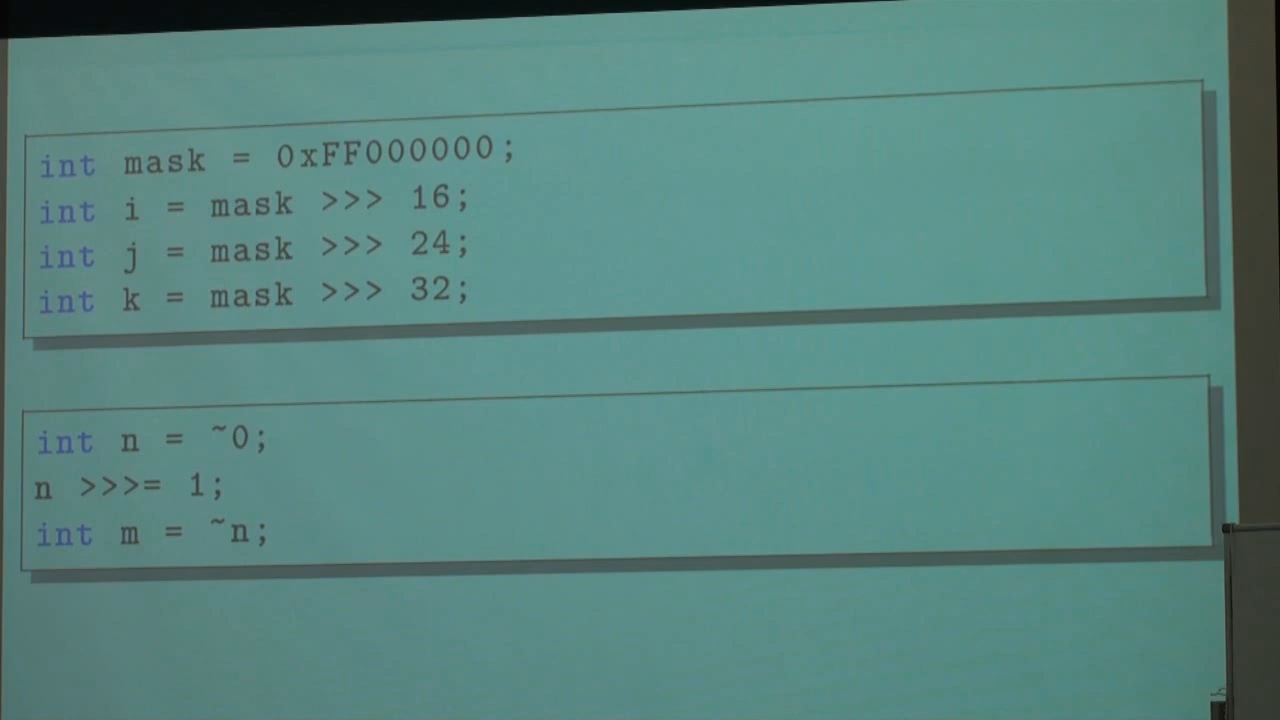 int mask = 0xFF000000;
int i = mask >>> 16;
int j = mask >>> 24;
int k = mask >>> 32;
int n = ~0;
n >>>= 1;
int m = ~n;